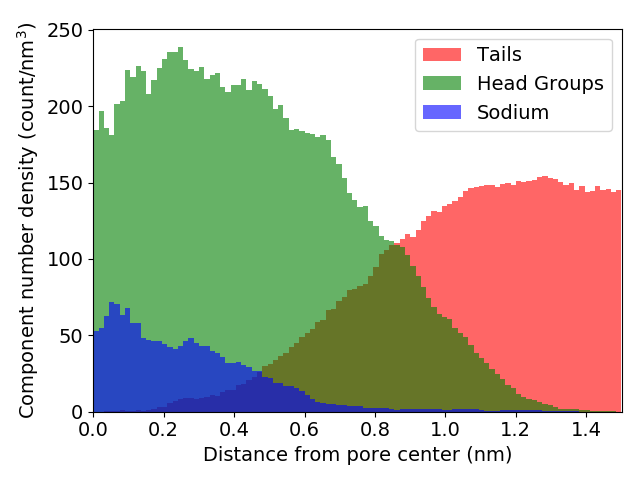 Component number density (count/nm³)
250
200
150
100
50
0
Tails
Head Groups
Sodium
0.0 0.2 0.4 0.6 0.8 1.0 1.2 1.4
Distance from pore center (nm)